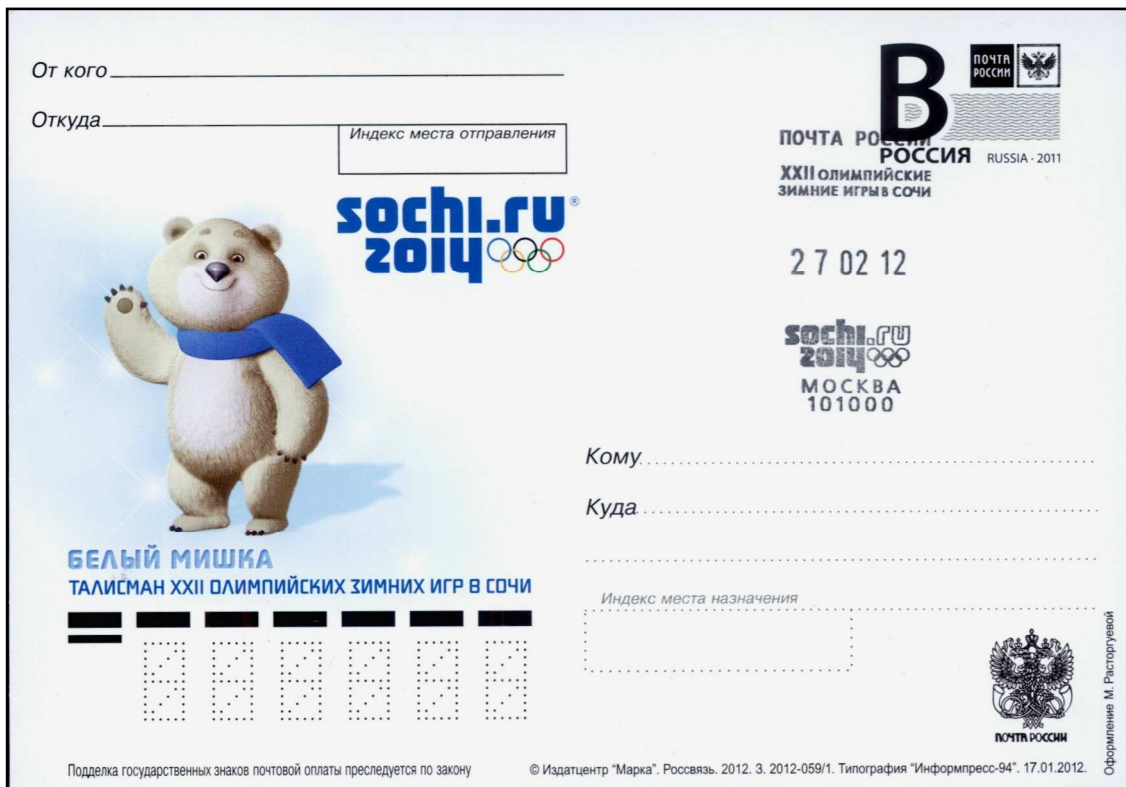 От кого
Откуда
Индекс места отправления
sochi.ru®
2014
B
ПОЧТА
РОССИИ
РОССИЯ
RUSSIA · 2011
ПОЧТА РОССИИ
XXII ОЛИМПИЙСКИЕ
ЗИМНИЕ ИГРЫ В СОЧИ
27 02 12
sochi.ru
2014
МОСКВА
101000
Кому
Куда
Индекс места назначения
БЕЛЫЙ МИШКА
ТАЛИСМАН XXII ОЛИМПИЙСКИХ ЗИМНИХ ИГР В СОЧИ
ПОЧТА РОССИИ
Оформление М. Расторгуевой
Подделка государственных знаков почтовой оплаты преследуется по закону
© Издатцентр "Марка". Россвязь. 2012. З. 2012-059/1. Типография "Информпресс-94". 17.01.2012.